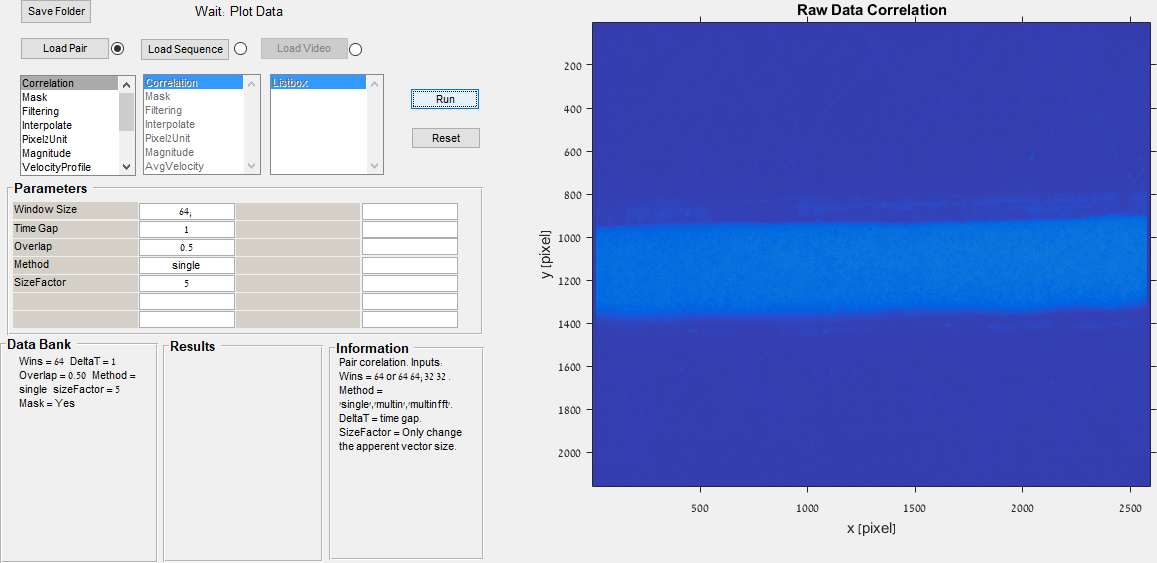 Save Folder
Wait: Plot Data
Load Pair
Load Sequence
Load Video
Correlation
Mask
Filtering
Interpolate
Pixel2Unit
Magnitude
VelocityProfile
Correlation
Mask
Filtering
Interpolate
Pixel2Unit
Magnitude
AvgVelocity
Listbox
Run
Reset
Parameters
Window Size 64;
Time Gap 1
Overlap 0.5
Method single
SizeFactor 5
Data Bank
Wins = 64 DeltaT = 1
Overlap = 0.50 Method =
single sizeFactor = 5
Mask = Yes
Results
Information
Pair corelation. Inputs:
Wins = 64 or 64 64; 32 32 .
Method =
'single','multin','multinfft'.
DeltaT = time gap.
SizeFactor = Only change
the apperent vector size.
Raw Data Correlation
y [pixel]
200
400
600
800
1000
1200
1400
1600
1800
2000
500 1000 1500 2000 2500
x [pixel]